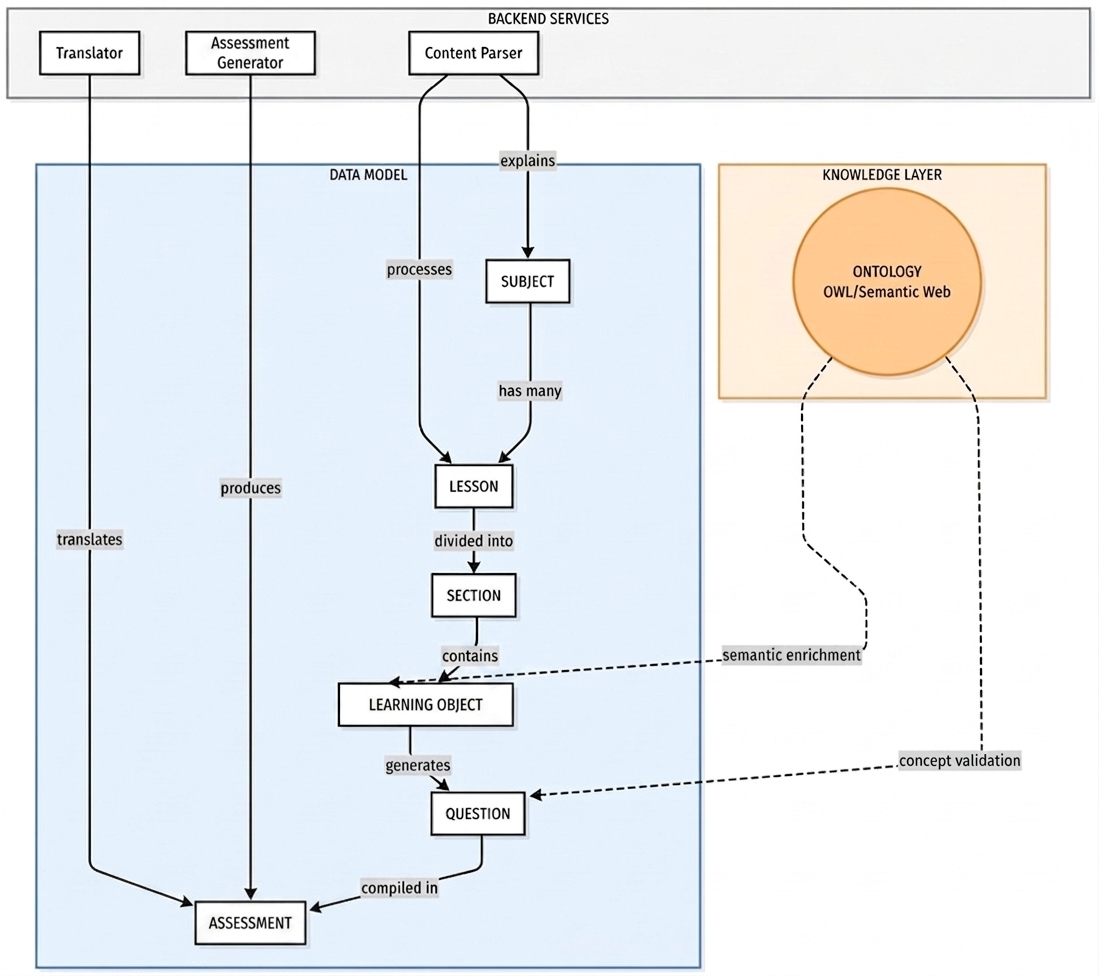 BACKEND SERVICES
Translator
Assessment
Generator
Content Parser
explains
DATA MODEL
KNOWLEDGE LAYER
processes
SUBJECT
ONTOLOGY
OWL/Semantic Web
has many
LESSON
produces
translates
divided into
SECTION
contains
semantic enrichment
LEARNING OBJECT
generates
concept validation
QUESTION
compiled in
ASSESSMENT